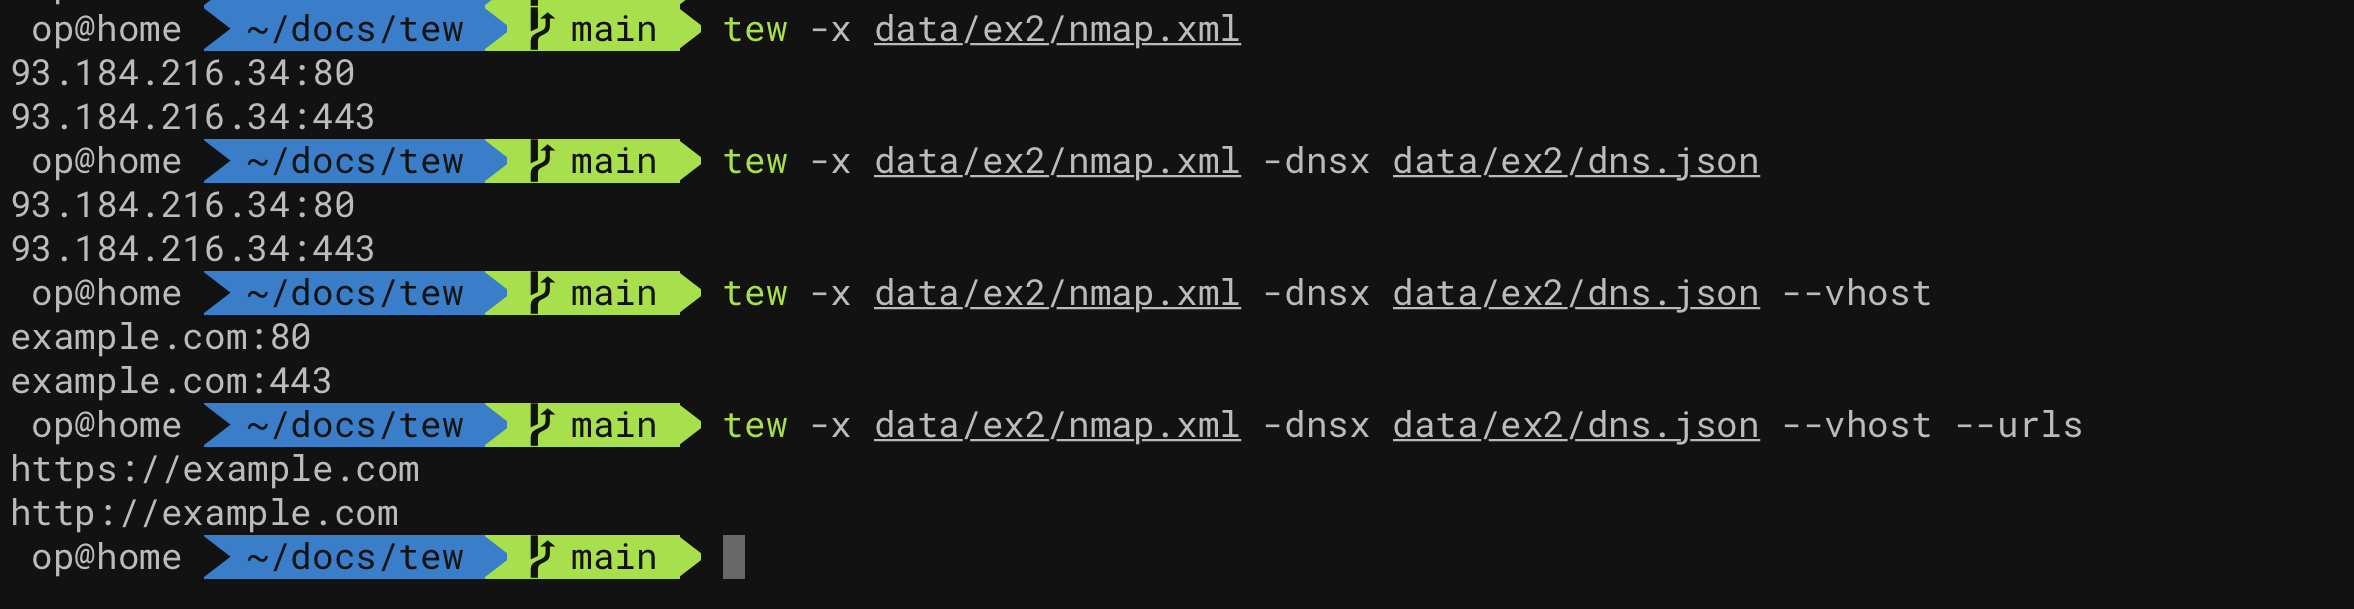 op@home ~/docs/tew main tew -x data/ex2/nmap.xml
93.184.216.34:80
93.184.216.34:443
op@home ~/docs/tew main tew -x data/ex2/nmap.xml -dnsx data/ex2/dns.json
93.184.216.34:80
93.184.216.34:443
op@home ~/docs/tew main tew -x data/ex2/nmap.xml -dnsx data/ex2/dns.json --vhost
example.com:80
example.com:443
op@home ~/docs/tew main tew -x data/ex2/nmap.xml -dnsx data/ex2/dns.json --vhost --urls
https://example.com
http://example.com
op@home ~/docs/tew main